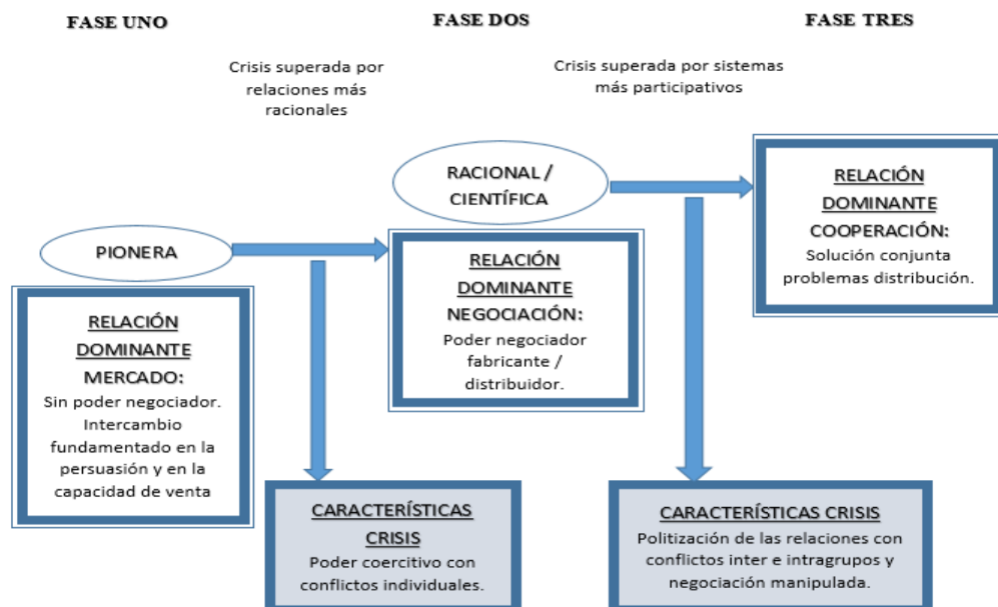 FASE UNO
FASE DOS
FASE TRES
Crisis superada por
relaciones más
racionales
Crisis superada por sistemas
más participativos
PIONERA
RELACIÓN
DOMINANTE
MERCADO:
Sin poder negociador.
Intercambio
fundamentado en la
persuasión y en la
capacidad de venta
CARACTERÍSTICAS
CRISIS
Poder coercitivo con
conflictos individuales.
RACIONAL /
CIENTÍFICA
RELACIÓN
DOMINANTE
NEGOCIACIÓN:
Poder negociador
fabricante /
distribuidor.
CARACTERÍSTICAS CRISIS
Politización de las relaciones con
conflictos inter e intragrupos y
negociación manipulada.
RELACIÓN
DOMINANTE
COOPERACIÓN:
Solución conjunta
problemas distribución.